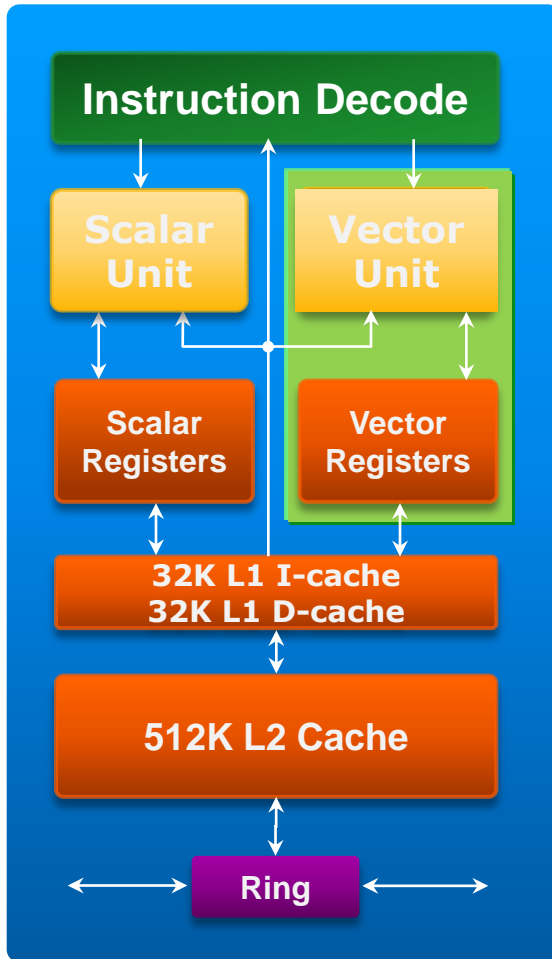 Instruction Decode
Scalar
Unit
Vector
Unit
Scalar
Registers
Vector
Registers
32K L1 I-cache
32K L1 D-cache
512K L2 Cache
Ring